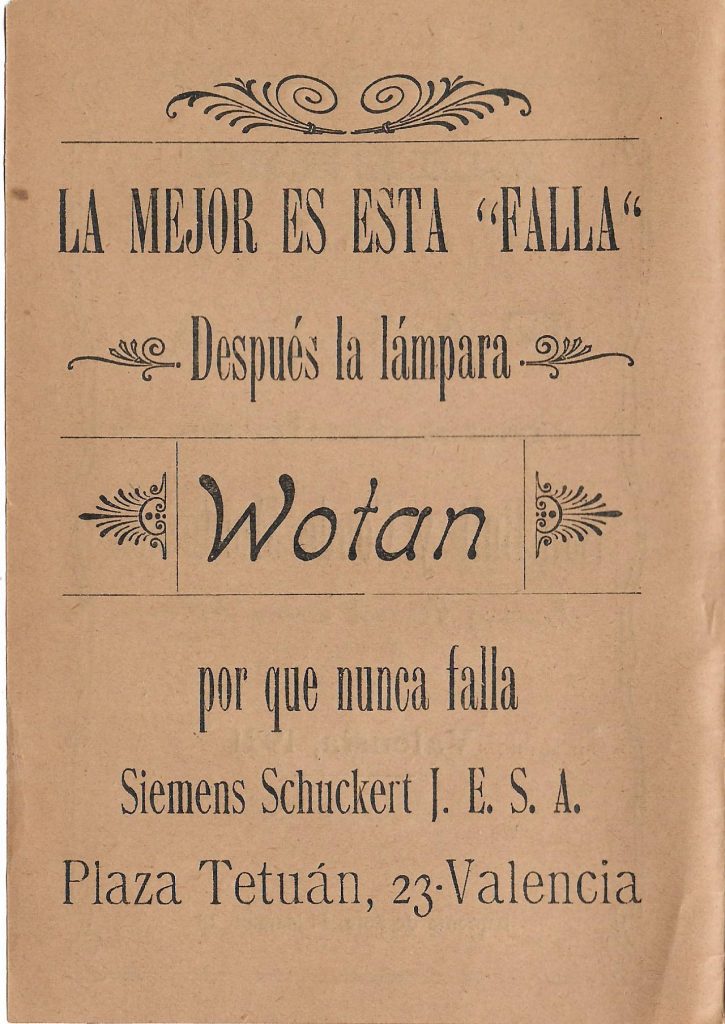 LA MEJOR ES ESTA “FALLA“
Después la lámpara
Wotan
por que nunca falla
Siemens Schuckert J. E. S. A.
Plaza Tetuán, 23-Valencia